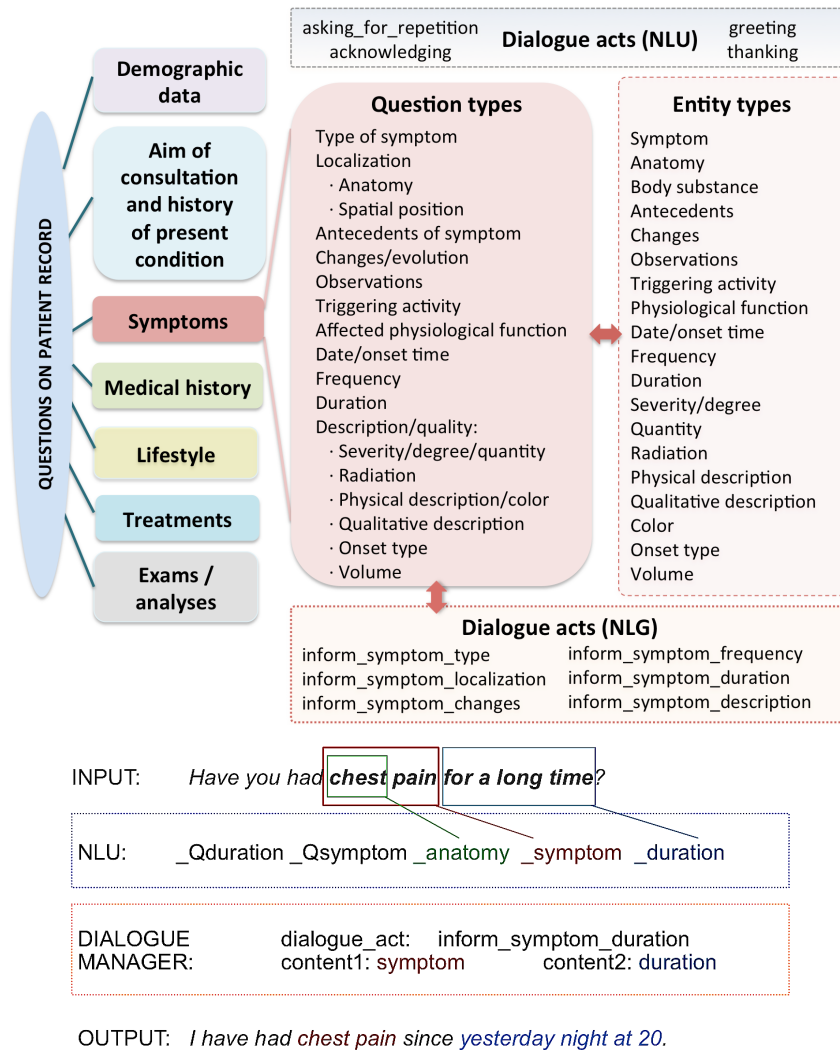 asking_for_repetition
acknowledging
Dialogue acts (NLU)
greeting
thanking
QUESTIONS ON PATIENT RECORD
Demographic
data
Aim of
consultation
and history
of present
condition
Symptoms
Medical history
Lifestyle
Treatments
Exams /
analyses
Question types
Type of symptom
Localization
· Anatomy
· Spatial position
Antecedents of symptom
Changes/evolution
Observations
Triggering activity
Affected physiological function
Date/onset time
Frequency
Duration
Description/quality:
· Severity/degree/quantity
· Radiation
· Physical description/color
· Qualitative description
· Onset type
· Volume
Entity types
Symptom
Anatomy
Body substance
Antecedents
Changes
Observations
Triggering activity
Physiological function
Date/onset time
Frequency
Duration
Severity/degree
Quantity
Radiation
Physical description
Qualitative description
Color
Onset type
Volume
Dialogue acts (NLG)
inform_symptom_type
inform_symptom_localization
inform_symptom_changes
inform_symptom_frequency
inform_symptom_duration
inform_symptom_description
INPUT: Have you had chest pain for a long time?
NLU: _Qduration _Qsymptom _anatomy _symptom _duration
DIALOGUE dialogue_act: inform_symptom_duration
MANAGER: content1: symptom content2: duration
OUTPUT: I have had chest pain since yesterday night at 20.